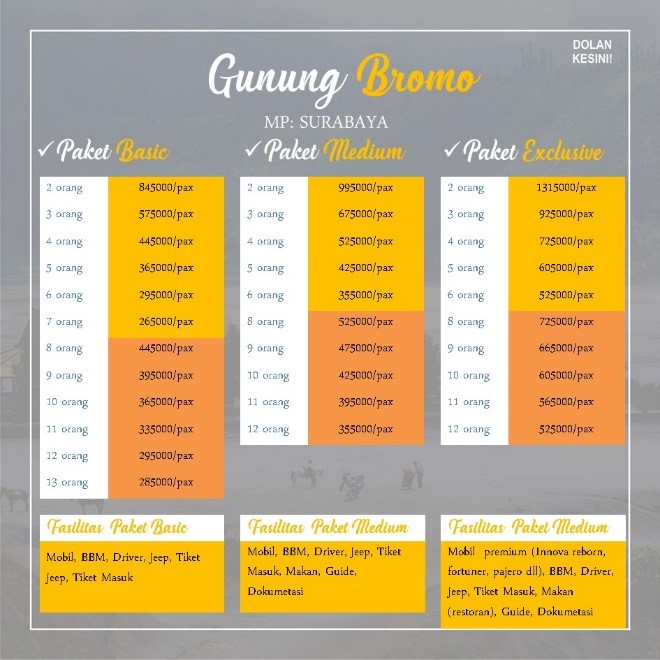 DOLAN
KESINI!
Gunung Bromo
MP: SURABAYA
Paket Basic
2 orang 845000/pax
3 orang 575000/pax
4 orang 445000/pax
5 orang 365000/pax
6 orang 295000/pax
7 orang 265000/pax
8 orang 445000/pax
9 orang 395000/pax
10 orang 365000/pax
11 orang 335000/pax
12 orang 295000/pax
13 orang 285000/pax
Fasilitas Paket Basic
Mobil, BBM, Driver, Jeep, Tiket
Jeep, Tiket Masuk
Paket Medium
2 orang 995000/pax
3 orang 675000/pax
4 orang 525000/pax
5 orang 425000/pax
6 orang 355000/pax
8 orang 525000/pax
9 orang 475000/pax
10 orang 425000/pax
11 orang 395000/pax
12 orang 355000/pax
Fasilitas Paket Medium
Mobil, BBM, Driver, Jeep, Tiket
Masuk, Makan, Guide,
Dokumetasi
Paket Exclusive
2 orang 1315000/pax
3 orang 925000/pax
4 orang 725000/pax
5 orang 605000/pax
6 orang 525000/pax
8 orang 725000/pax
9 orang 665000/pax
10 orang 605000/pax
11 orang 565000/pax
12 orang 525000/pax
Fasilitas Paket Medium
Mobil premium (Innova reborn,
fortuner, pajero dll), BBM, Driver,
Jeep, Tiket Masuk, Makan
(restoran), Guide, Dokumetasi